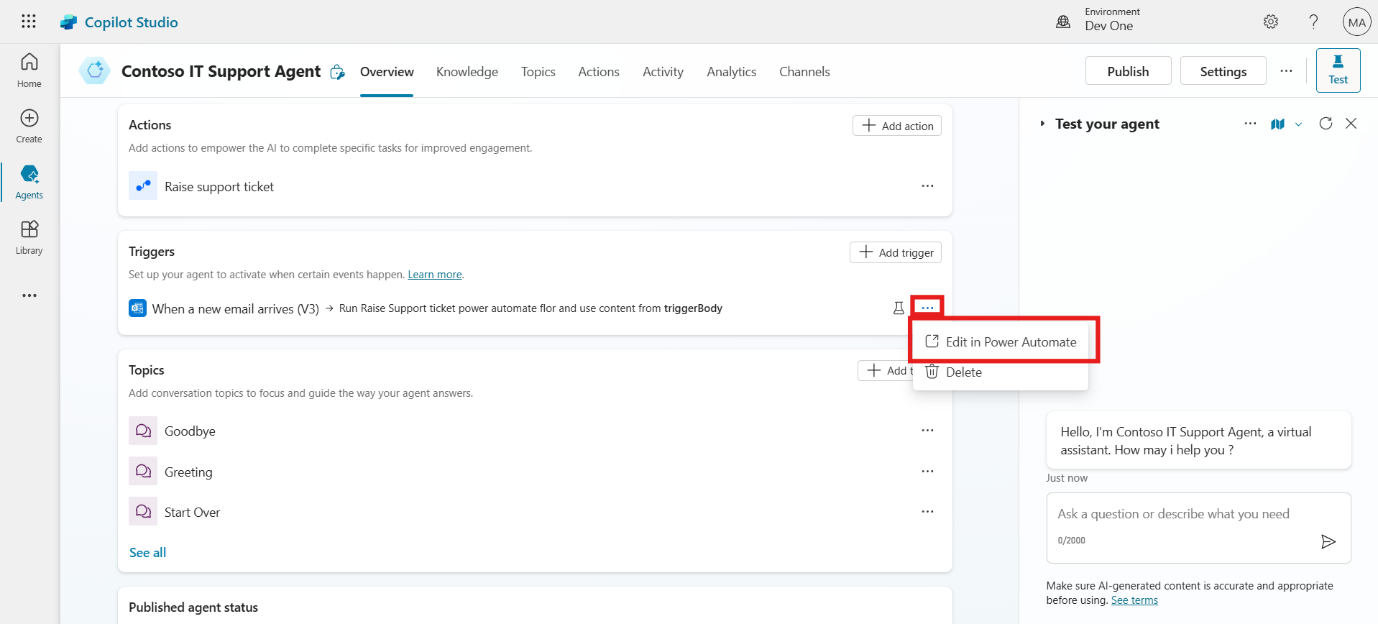 Copilot Studio
Environment
Dev One
MA
Home
Create
Agents
Library
Contoso IT Support Agent
Overview
Knowledge
Topics
Actions
Activity
Analytics
Channels
Publish
Settings
Test
Actions
Add action
Add actions to empower the AI to complete specific tasks for improved engagement.
Raise support ticket
Triggers
Add trigger
Set up your agent to activate when certain events happen. Learn more.
When a new email arrives (V3) → Run Raise Support ticket power automate flor and use content from triggerBody
Edit in Power Automate
Delete
Topics
Add t
Add conversation topics to focus and guide the way your agent answers.
Goodbye
Greeting
Start Over
See all
Published agent status
Test your agent
Hello, I'm Contoso IT Support Agent, a virtual
assistant. How may i help you ?
Just now
Ask a question or describe what you need
0/2000
Make sure AI-generated content is accurate and appropriate
before using. See terms